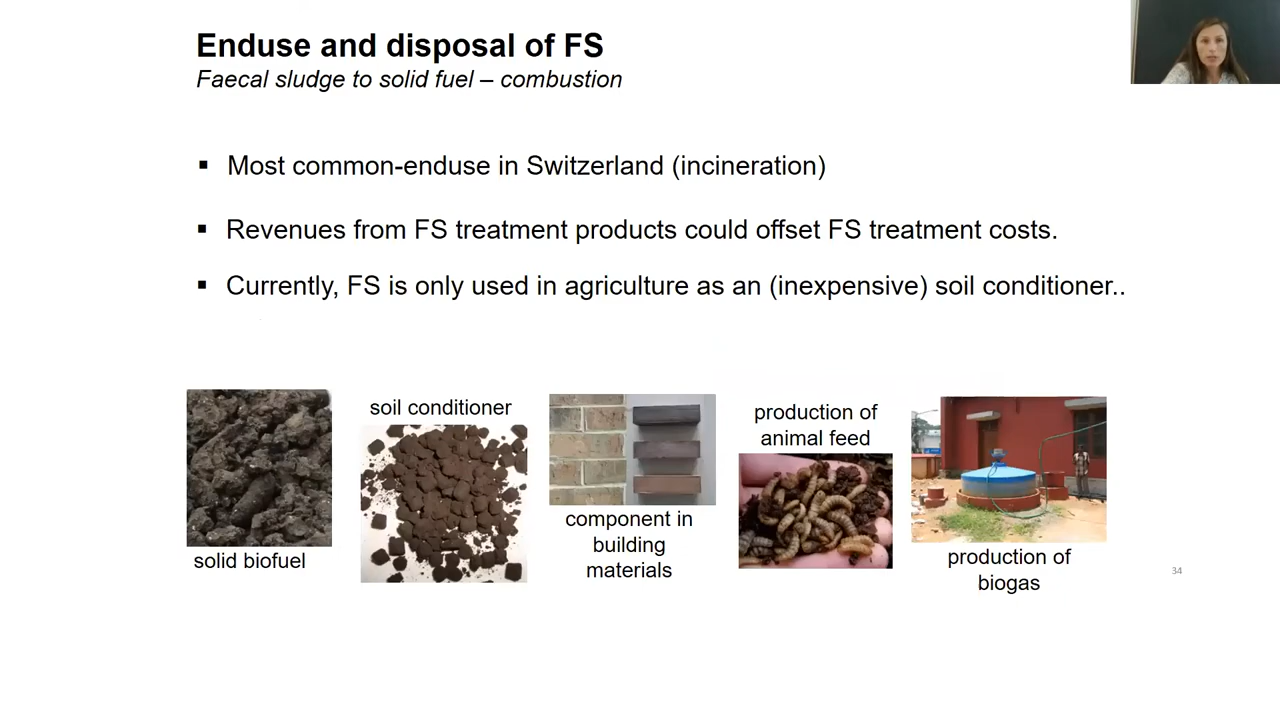 Enduse and disposal of FS
Faecal sludge to solid fuel – combustion
▪ Most common-enduse in Switzerland (incineration)
▪ Revenues from FS treatment products could offset FS treatment costs.
▪ Currently, FS is only used in agriculture as an (inexpensive) soil conditioner..
solid biofuel
soil conditioner
component in
building
materials
production of
animal feed
production of
biogas
34